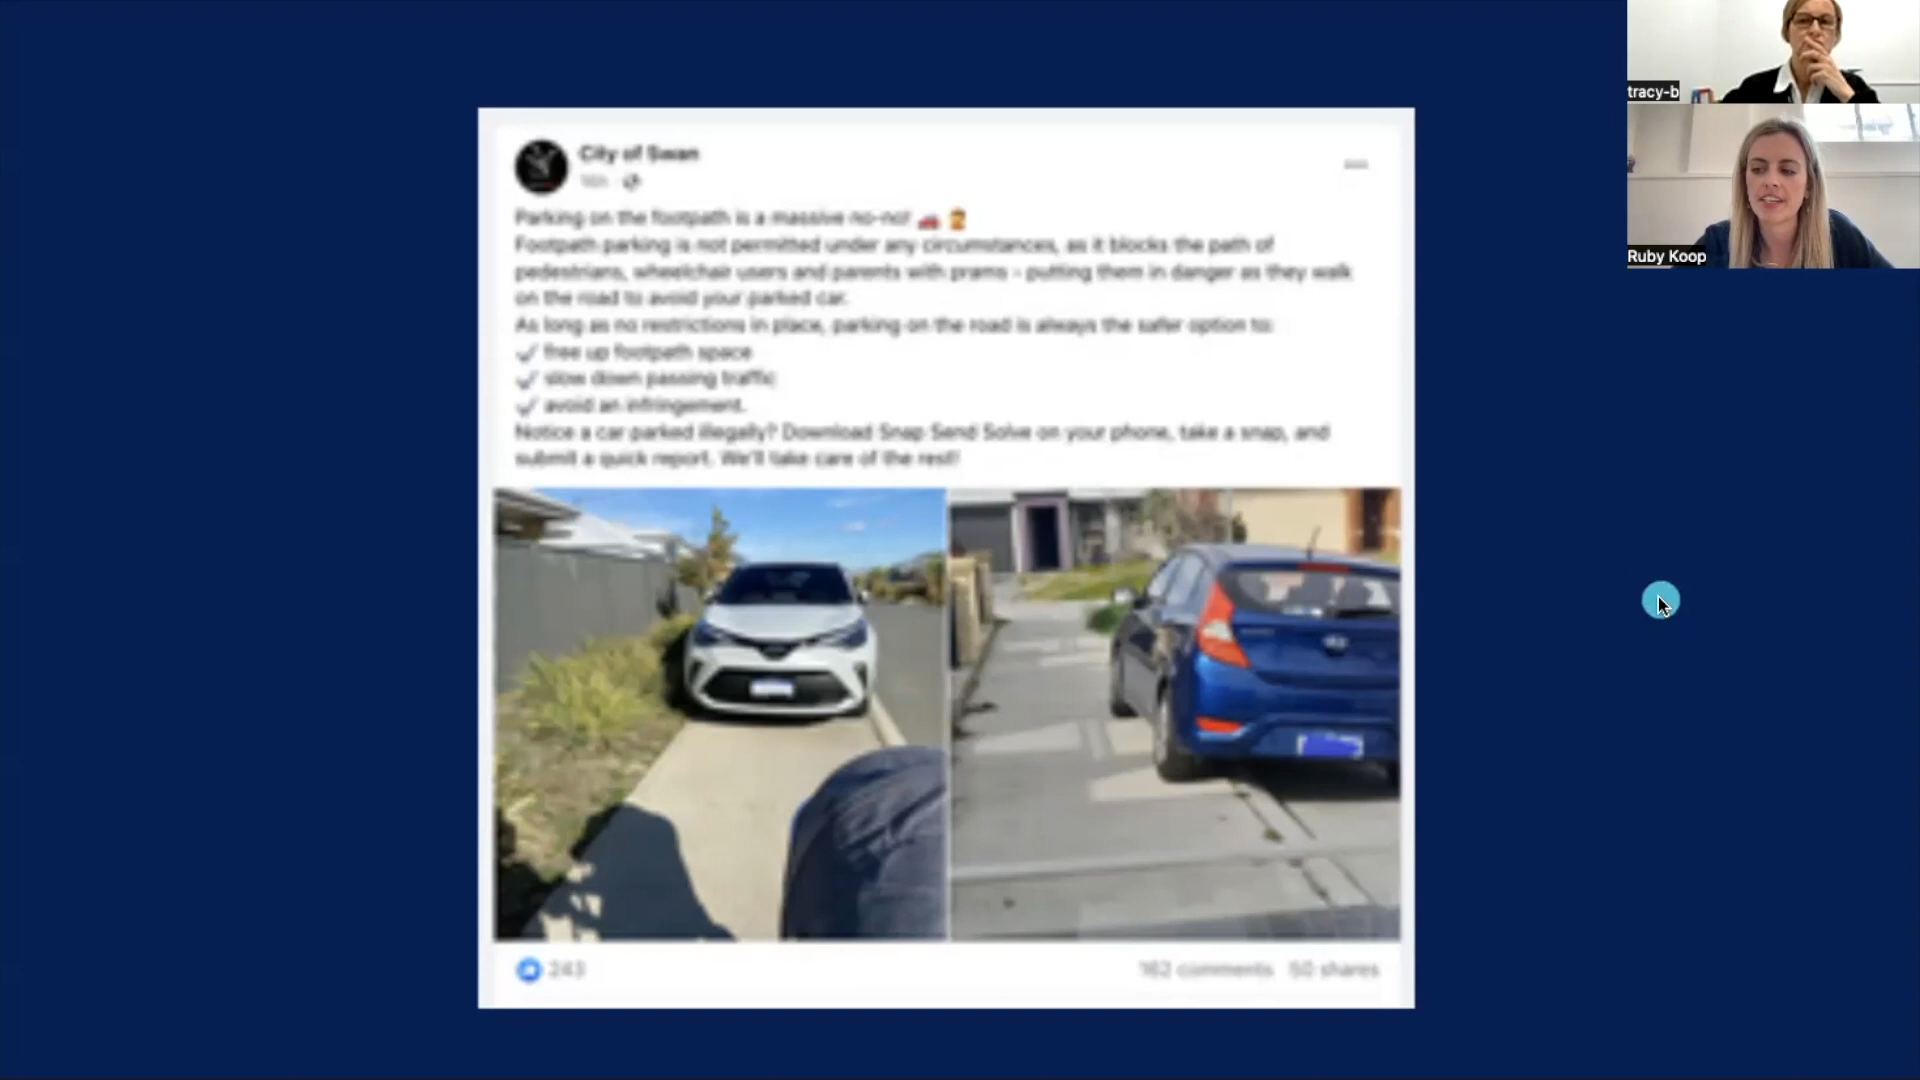 City of Swan
16h
Parking on the footpath is a massive no-no!
Footpath parking is not permitted under any circumstances, as it blocks the path of
pedestrians, wheelchair users and parents with prams - putting them in danger as they walk
on the road to avoid your parked car.
As long as no restrictions in place, parking on the road is always the safer option to:
free up footpath space
slow down passing traffic
avoid an infringement.
Notice a car parked illegally? Download Snap Send Solve on your phone, take a snap, and
submit a quick report. We'll take care of the rest!
243
162 comments 50 shares
tracy-b
Ruby Koop